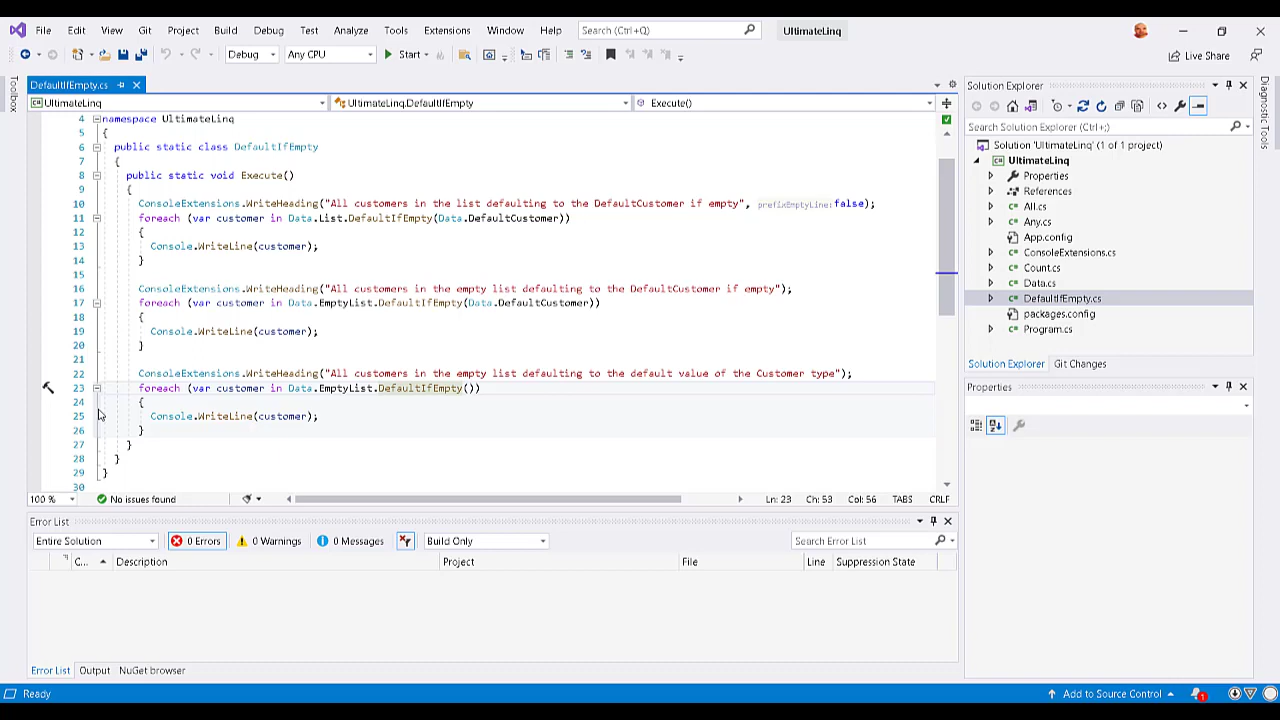 File Edit View Git Project Build Debug Test Analyze Tools Extensions Window Help Search (Ctrl+Q) UltimateLinq
Debug Any CPU Start Live Share
Toolbox
DefaultIfEmpty.cs
UltimateLinq UltimateLinq.DefaultIfEmpty Execute()
4 namespace UltimateLinq
5 {
6 public static class DefaultIfEmpty
7 {
8 public static void Execute()
9 {
10 ConsoleExtensions.WriteHeading("All customers in the list defaulting to the DefaultCustomer if empty", prefixEmptyLine: false);
11 foreach (var customer in Data.List.DefaultIfEmpty(Data.DefaultCustomer))
12 {
13 Console.WriteLine(customer);
14 }
15
16 ConsoleExtensions.WriteHeading("All customers in the empty list defaulting to the DefaultCustomer if empty");
17 foreach (var customer in Data.EmptyList.DefaultIfEmpty(Data.DefaultCustomer))
18 {
19 Console.WriteLine(customer);
20 }
21
22 ConsoleExtensions.WriteHeading("All customers in the empty list defaulting to the default value of the Customer type");
23 foreach (var customer in Data.EmptyList.DefaultIfEmpty())
24 {
25 Console.WriteLine(customer);
26 }
27 }
28 }
29 }
30
100 % No issues found Ln: 23 Ch: 53 Col: 56 TABS CRLF
Error List
Entire Solution 0 Errors 0 Warnings 0 Messages Build Only Search Error List
C... Description Project File Line Suppression State
Error List Output NuGet browser
Solution Explorer
Search Solution Explorer (Ctrl+;)
Solution 'UltimateLinq' (1 of 1 project)
UltimateLinq
Properties
References
All.cs
Any.cs
App.config
ConsoleExtensions.cs
Count.cs
Data.cs
DefaultIfEmpty.cs
packages.config
Program.cs
Solution Explorer Git Changes
Properties
Diagnostic Tools
Ready Add to Source Control 1